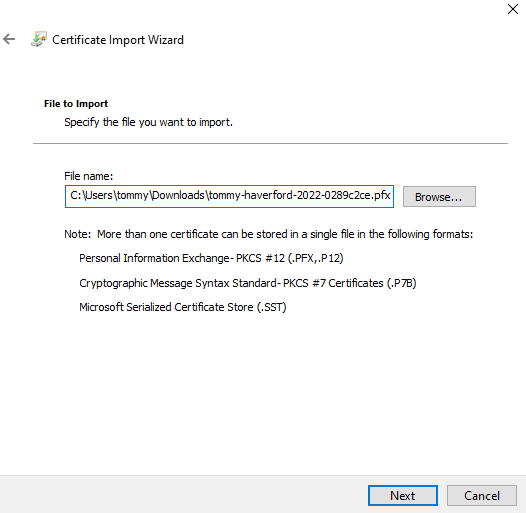 Certificate Import Wizard
File to Import
Specify the file you want to import.
File name:
C:\Users\tommy\Downloads\tommy-haverford-2022-0289c2ce.pfx
Browse...
Note:  More than one certificate can be stored in a single file in the following formats:
Personal Information Exchange- PKCS #12 (.PFX,.P12)
Cryptographic Message Syntax Standard- PKCS #7 Certificates (.P7B)
Microsoft Serialized Certificate Store (.SST)
Next
Cancel